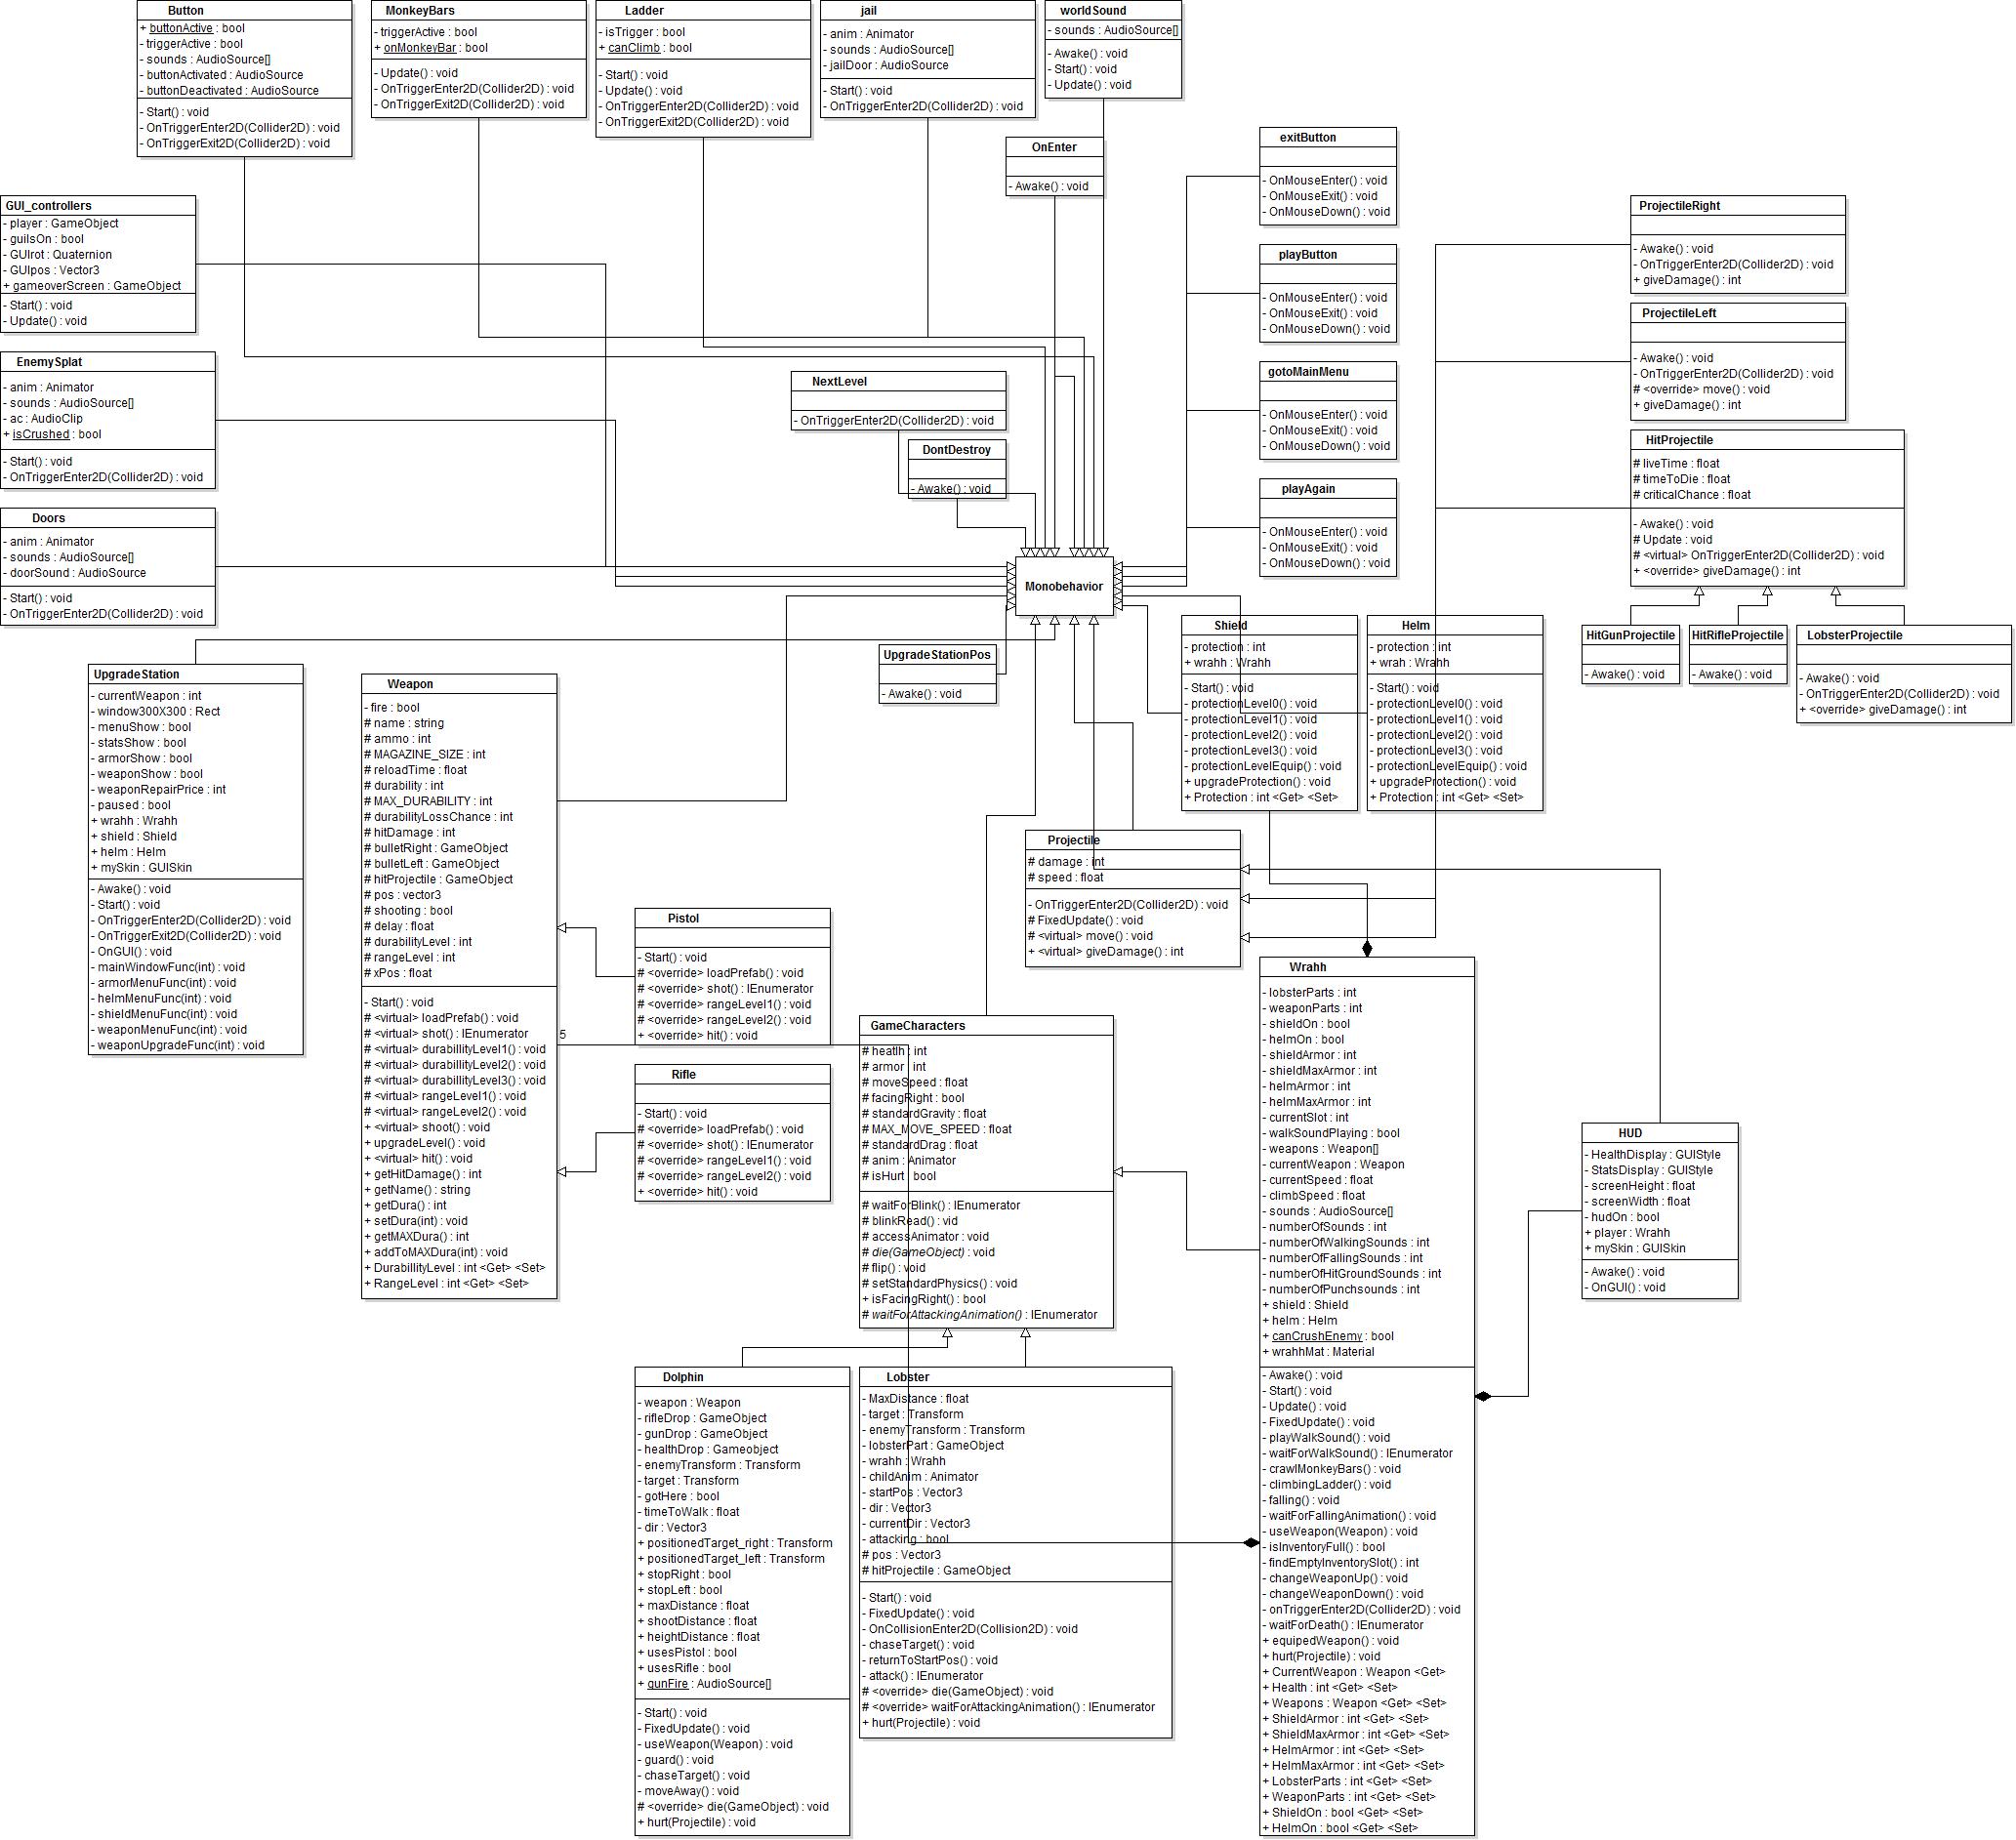 Button
+ buttonActive : bool
- triggerActive : bool
- sounds : AudioSource[]
- buttonActivated : AudioSource
- buttonDeactivated : AudioSource
- Start() : void
- OnTriggerEnter2D(Collider2D) : void
- OnTriggerExit2D(Collider2D) : void
MonkeyBars
- triggerActive : bool
+ onMonkeyBar : bool
- Update() : void
- OnTriggerEnter2D(Collider2D) : void
- OnTriggerExit2D(Collider2D) : void
Ladder
- isTrigger : bool
+ canClimb : bool
- Start() : void
- Update() : void
- OnTriggerEnter2D(Collider2D) : void
- OnTriggerExit2D(Collider2D) : void
jail
- anim : Animator
- sounds : AudioSource[]
- jailDoor : AudioSource
- Start() : void
- OnTriggerEnter2D(Collider2D) : void
worldSound
- sounds : AudioSource[]
- Awake() : void
- Start() : void
- Update() : void
OnEnter
- Awake() : void
exitButton
- OnMouseEnter() : void
- OnMouseExit() : void
- OnMouseDown() : void
GUI_controllers
- player : GameObject
- guiIsOn : bool
- GUIrot : Quaternion
- GUIpos : Vector3
+ gameoverScreen : GameObject
- Start() : void
- Update() : void
playButton
- OnMouseEnter() : void
- OnMouseExit() : void
- OnMouseDown() : void
ProjectileRight
- Awake() : void
- OnTriggerEnter2D(Collider2D) : void
+ giveDamage() : int
ProjectileLeft
- Awake() : void
- OnTriggerEnter2D(Collider2D) : void
# <override> move() : void
+ giveDamage() : int
EnemySplat
- anim : Animator
- sounds : AudioSource[]
- ac : AudioClip
+ isCrushed : bool
- Start() : void
- OnTriggerEnter2D(Collider2D) : void
NextLevel
- OnTriggerEnter2D(Collider2D) : void
DontDestroy
- Awake() : void
gotoMainMenu
- OnMouseEnter() : void
- OnMouseExit() : void
- OnMouseDown() : void
playAgain
- OnMouseEnter() : void
- OnMouseExit() : void
- OnMouseDown() : void
HitProjectile
# liveTime : float
# timeToDie : float
# criticalChance : float
- Awake() : void
# Update : void
# <virtual> OnTriggerEnter2D(Collider2D) : void
+ <override> giveDamage() : int
Doors
- anim : Animator
- sounds : AudioSource[]
- doorSound : AudioSource
- Start() : void
- OnTriggerEnter2D(Collider2D) : void
Monobehavior
HitGunProjectile
- Awake() : void
HitRifleProjectile
- Awake() : void
LobsterProjectile
- Awake() : void
- OnTriggerEnter2D(Collider2D) : void
+ <override> giveDamage() : int
Shield
- protection : int
+ wrahh : Wrahh
- Start() : void
- protectionLevel0() : void
- protectionLevel1() : void
- protectionLevel2() : void
- protectionLevel3() : void
- protectionLevelEquip() : void
+ upgradeProtection() : void
+ Protection : int <Get> <Set>
Helm
- protection : int
+ wrah : Wrahh
- Start() : void
- protectionLevel0() : void
- protectionLevel1() : void
- protectionLevel2() : void
- protectionLevel3() : void
- protectionLevelEquip() : void
+ upgradeProtection() : void
+ Protection : int <Get> <Set>
UpgradeStationPos
- Awake() : void
UpgradeStation
- currentWeapon : int
- window300X300 : Rect
- menuShow : bool
- statsShow : bool
- armorShow : bool
- weaponShow : bool
- weaponRepairPrice : int
- paused : bool
+ wrahh : Wrahh
+ shield : Shield
+ helm : Helm
+ mySkin : GUISkin
- Awake() : void
- Start() : void
- OnTriggerEnter2D(Collider2D) : void
- OnTriggerExit2D(Collider2D) : void
- OnGUI() : void
- mainWindowFunc(int) : void
- armorMenuFunc(int) : void
- helmMenuFunc(int) : void
- shieldMenuFunc(int) : void
- weaponMenuFunc(int) : void
- weaponUpgradeFunc(int) : void
Weapon
- fire : bool
# name : string
# ammo : int
# MAGAZINE_SIZE : int
# reloadTime : float
# durability : int
# MAX_DURABILITY : int
# durabilityLossChance : int
# hitDamage : int
# bulletRight : GameObject
# bulletLeft : GameObject
# hitProjectile : GameObject
# pos : vector3
# shooting : bool
# delay : float
# durabilityLevel : int
# rangeLevel : int
# xPos : float
- Start() : void
# <virtual> loadPrefab() : void
# <virtual> shot() : IEnumerator
# <virtual> durabillityLevel1() : void
# <virtual> durabillityLevel2() : void
# <virtual> durabillityLevel3() : void
# <virtual> rangeLevel1() : void
# <virtual> rangeLevel2() : void
+ <virtual> shoot() : void
+ upgradeLevel() : void
+ <virtual> hit() : void
+ getHitDamage() : int
+ getName() : string
+ getDura() : int
+ setDura(int) : void
+ getMAXDura() : int
+ addToMAXDura(int) : void
+ DurabillityLevel : int <Get> <Set>
+ RangeLevel : int <Get> <Set>
5
Pistol
- Start() : void
# <override> loadPrefab() : void
# <override> shot() : IEnumerator
# <override> rangeLevel1() : void
# <override> rangeLevel2() : void
+ <override> hit() : void
Rifle
- Start() : void
# <override> loadPrefab() : void
# <override> shot() : IEnumerator
# <override> rangeLevel1() : void
# <override> rangeLevel2() : void
+ <override> hit() : void
Projectile
# damage : int
# speed : float
- OnTriggerEnter2D(Collider2D) : void
# FixedUpdate() : void
# <virtual> move() : void
+ <virtual> giveDamage() : int
GameCharacters
# heatlh : int
# armor : int
# moveSpeed : float
# facingRight : bool
# standardGravity : float
# MAX_MOVE_SPEED : float
# standardDrag : float
# anim : Animator
# isHurt : bool
# waitForBlink() : IEnumerator
# blinkRead() : vid
# accessAnimator : void
# die(GameObject) : void
# flip() : void
# setStandardPhysics() : void
+ isFacingRight() : bool
# waitForAttackingAnimation() : IEnumerator
Wrahh
- lobsterParts : int
- weaponParts : int
- shieldOn : bool
- helmOn : bool
- shieldArmor : int
- shieldMaxArmor : int
- helmArmor : int
- helmMaxArmor : int
- currentSlot : int
- walkSoundPlaying : bool
- weapons : Weapon[]
- currentWeapon : Weapon
- currentSpeed : float
- climbSpeed : float
- sounds : AudioSource[]
- numberOfSounds : int
- numberOfWalkingSounds : int
- numberOfFallingSounds : int
- numberOfHitGroundSounds : int
- numberOfPunchsounds : int
+ shield : Shield
+ helm : Helm
+ canCrushEnemy : bool
+ wrahhMat : Material
- Awake() : void
- Start() : void
- Update() : void
- FixedUpdate() : void
- playWalkSound() : void
- waitForWalkSound() : IEnumerator
- crawlMonkeyBars() : void
- climbingLadder() : void
- falling() : void
- waitForFallingAnimation() : void
- useWeapon(Weapon) : void
- isInventoryFull() : bool
- findEmptyInventorySlot() : int
- changeWeaponUp() : void
- changeWeaponDown() : void
- onTriggerEnter2D(Collider2D) : void
- waitForDeath() : IEnumerator
+ equipedWeapon() : void
+ hurt(Projectile) : void
+ CurrentWeapon : Weapon <Get>
+ Health : int <Get> <Set>
+ Weapons : Weapon <Get> <Set>
+ ShieldArmor : int <Get> <Set>
+ ShieldMaxArmor : int <Get> <Set>
+ HelmArmor : int <Get> <Set>
+ HelmMaxArmor : int <Get> <Set>
+ LobsterParts : int <Get> <Set>
+ WeaponParts : int <Get> <Set>
+ ShieldOn : bool <Get> <Set>
+ HelmOn : bool <Get> <Set>
HUD
- HealthDisplay : GUIStyle
- StatsDisplay : GUIStyle
- screenHeight : float
- screenWidth : float
- hudOn : bool
+ player : Wrahh
+ mySkin : GUISkin
- Awake() : void
- OnGUI() : void
Dolphin
- weapon : Weapon
- rifleDrop : GameObject
- gunDrop : GameObject
- healthDrop : Gameobject
- enemyTransform : Transform
- target : Transform
- gotHere : bool
- timeToWalk : float
- dir : Vector3
+ positionedTarget_right : Transform
+ positionedTarget_left : Transform
+ stopRight : bool
+ stopLeft : bool
+ maxDistance : float
+ shootDistance : float
+ heightDistance : float
+ usesPistol : bool
+ usesRifle : bool
+ gunFire : AudioSource[]
- Start() : void
- FixedUpdate() : void
- useWeapon(Weapon) : void
- guard() : void
- chaseTarget() : void
- moveAway() : void
# <override> die(GameObject) : void
+ hurt(Projectile) : void
Lobster
- MaxDistance : float
- target : Transform
- enemyTransform : Transform
- lobsterPart : GameObject
- wrahh : Wrahh
- childAnim : Animator
- startPos : Vector3
- dir : Vector3
- currentDir : Vector3
- attacking : bool
# pos : Vector3
# hitProjectile : GameObject
- Start() : void
- FixedUpdate() : void
- OnCollisionEnter2D(Collision2D) : void
- chaseTarget() : void
- returnToStartPos() : void
- attack() : IEnumerator
# <override> die(GameObject) : void
# <override> waitForAttackingAnimation() : IEnumerator
+ hurt(Projectile) : void